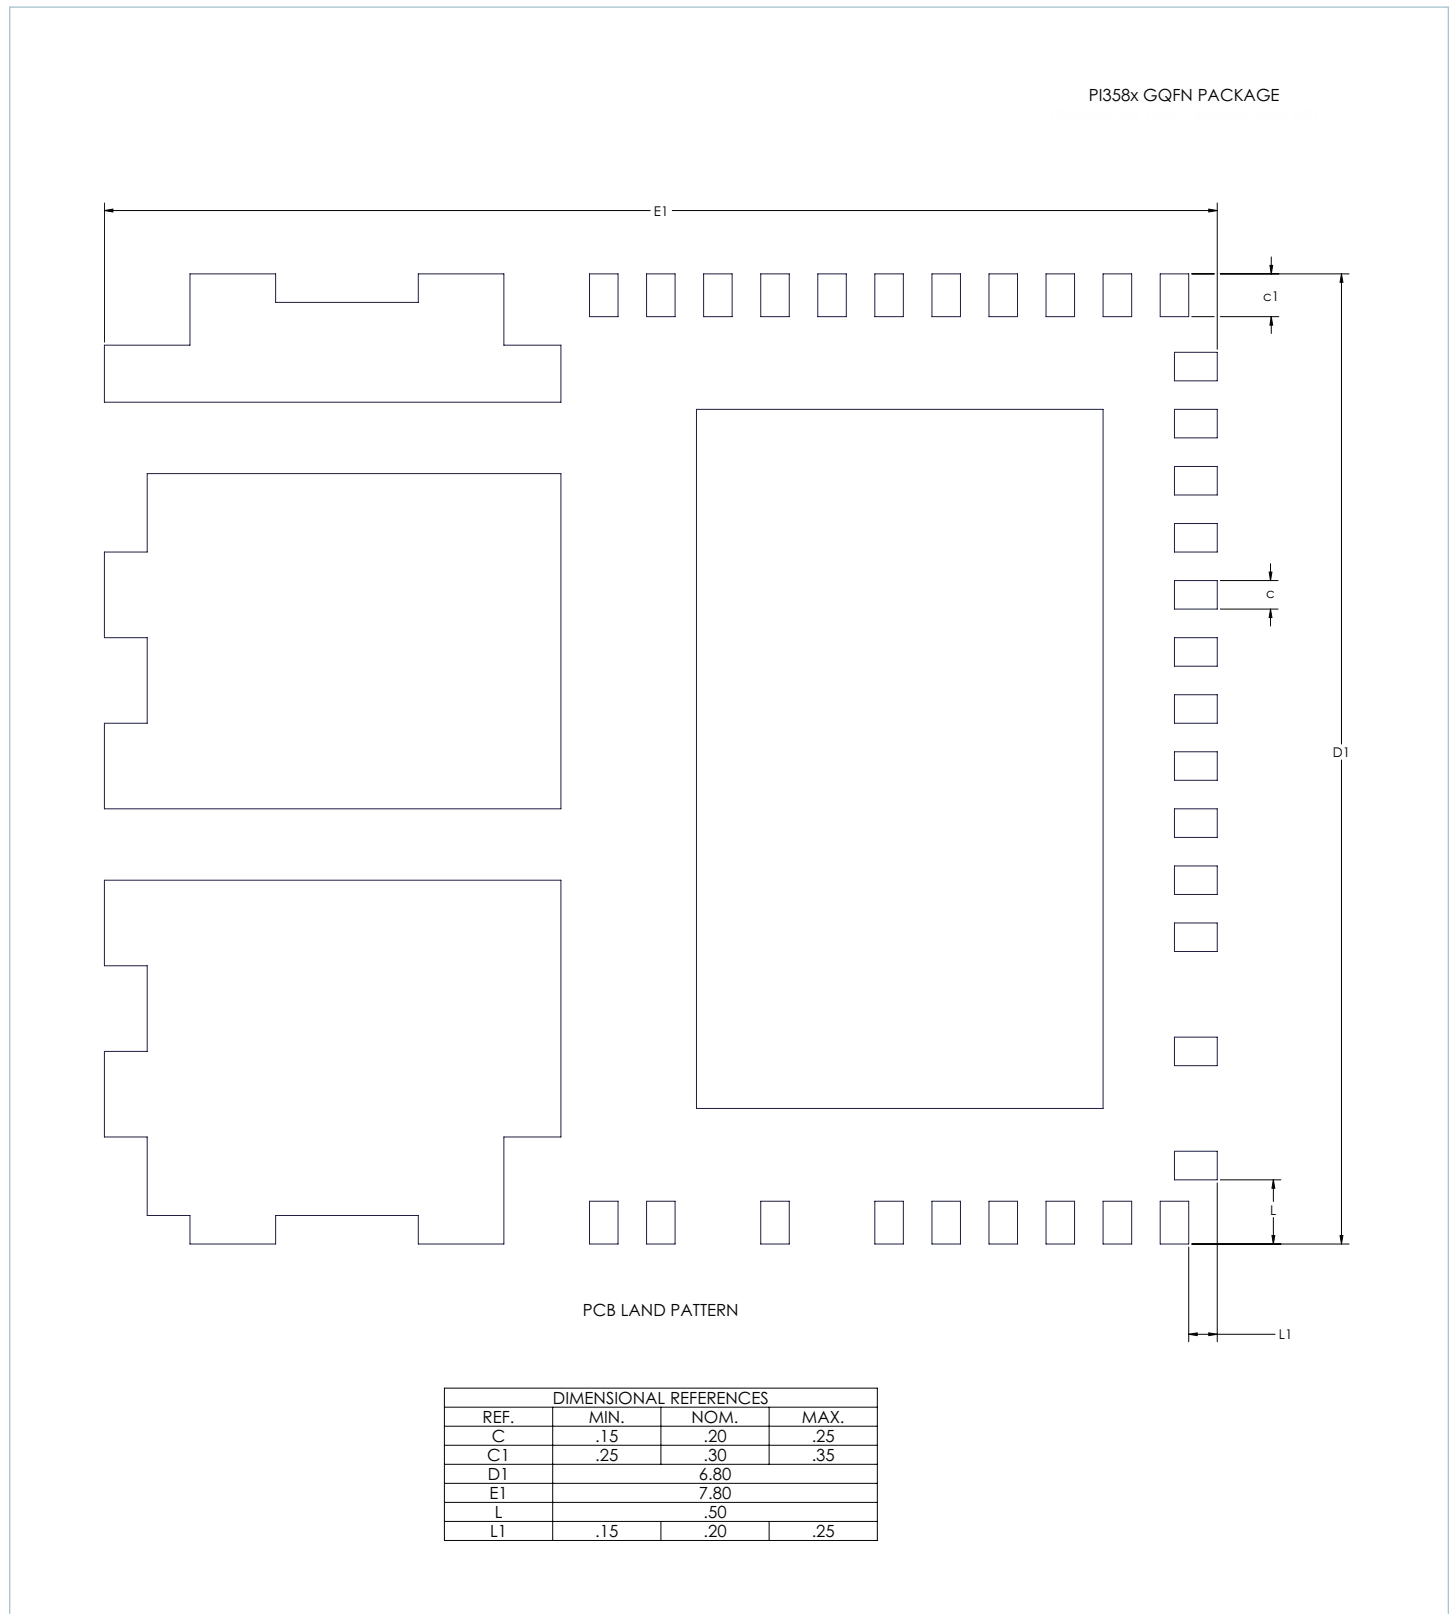 PI358x GQFN PACKAGE
E1
c1
c
D1
L
PCB LAND PATTERN
L1
DIMENSIONAL REFERENCES
REF. MIN. NOM. MAX.
C .15 .20 .25
C1 .25 .30 .35
D1 6.80
E1 7.80
L .50
L1 .15 .20 .25